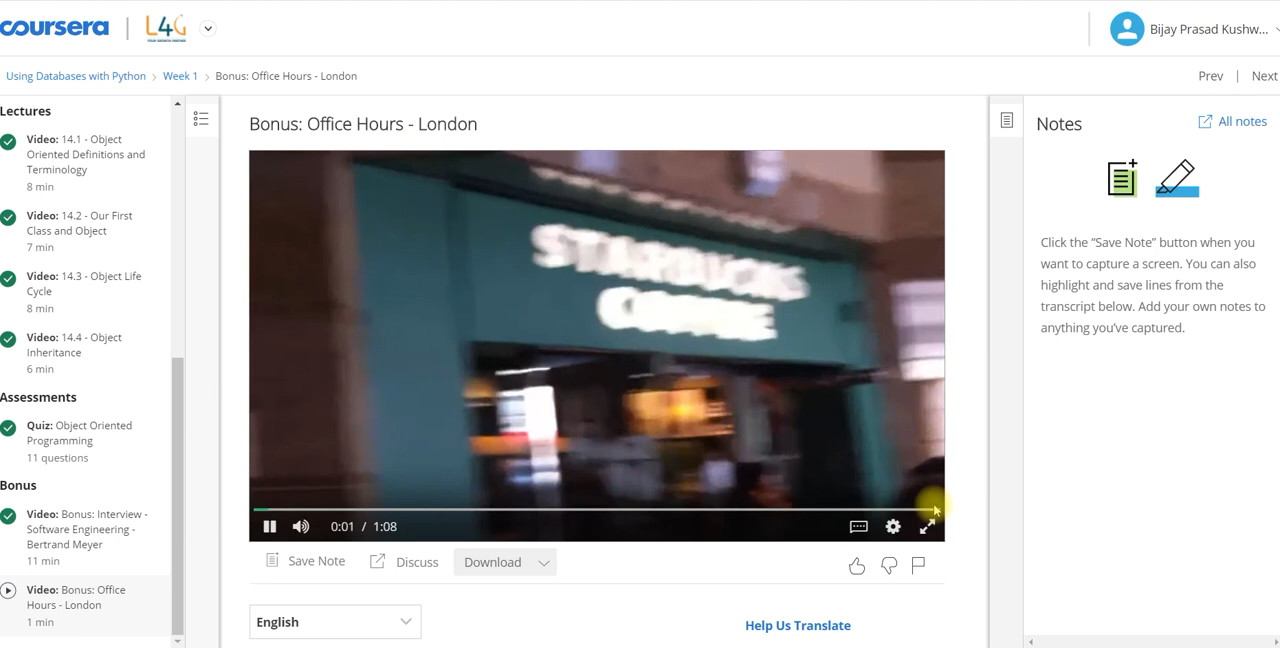 coursera
L4G
YOUR GROWTH PARTNER
Bijay Prasad Kushw...
Using Databases with Python
Week 1
Bonus: Office Hours - London
Prev | Next
Lectures
Video: 14.1 - Object
Oriented Definitions and
Terminology
8 min
Video: 14.2 - Our First
Class and Object
7 min
Video: 14.3 - Object Life
Cycle
8 min
Video: 14.4 - Object
Inheritance
6 min
Assessments
Quiz: Object Oriented
Programming
11 questions
Bonus
Video: Bonus: Interview -
Software Engineering -
Bertrand Meyer
11 min
Video: Bonus: Office
Hours - London
1 min
Bonus: Office Hours - London
STARBUCKS
COFFEE
0:01 / 1:08
Save Note
Discuss
Download
English
Help Us Translate
Notes
All notes
Click the “Save Note” button when you
want to capture a screen. You can also
highlight and save lines from the
transcript below. Add your own notes to
anything you’ve captured.